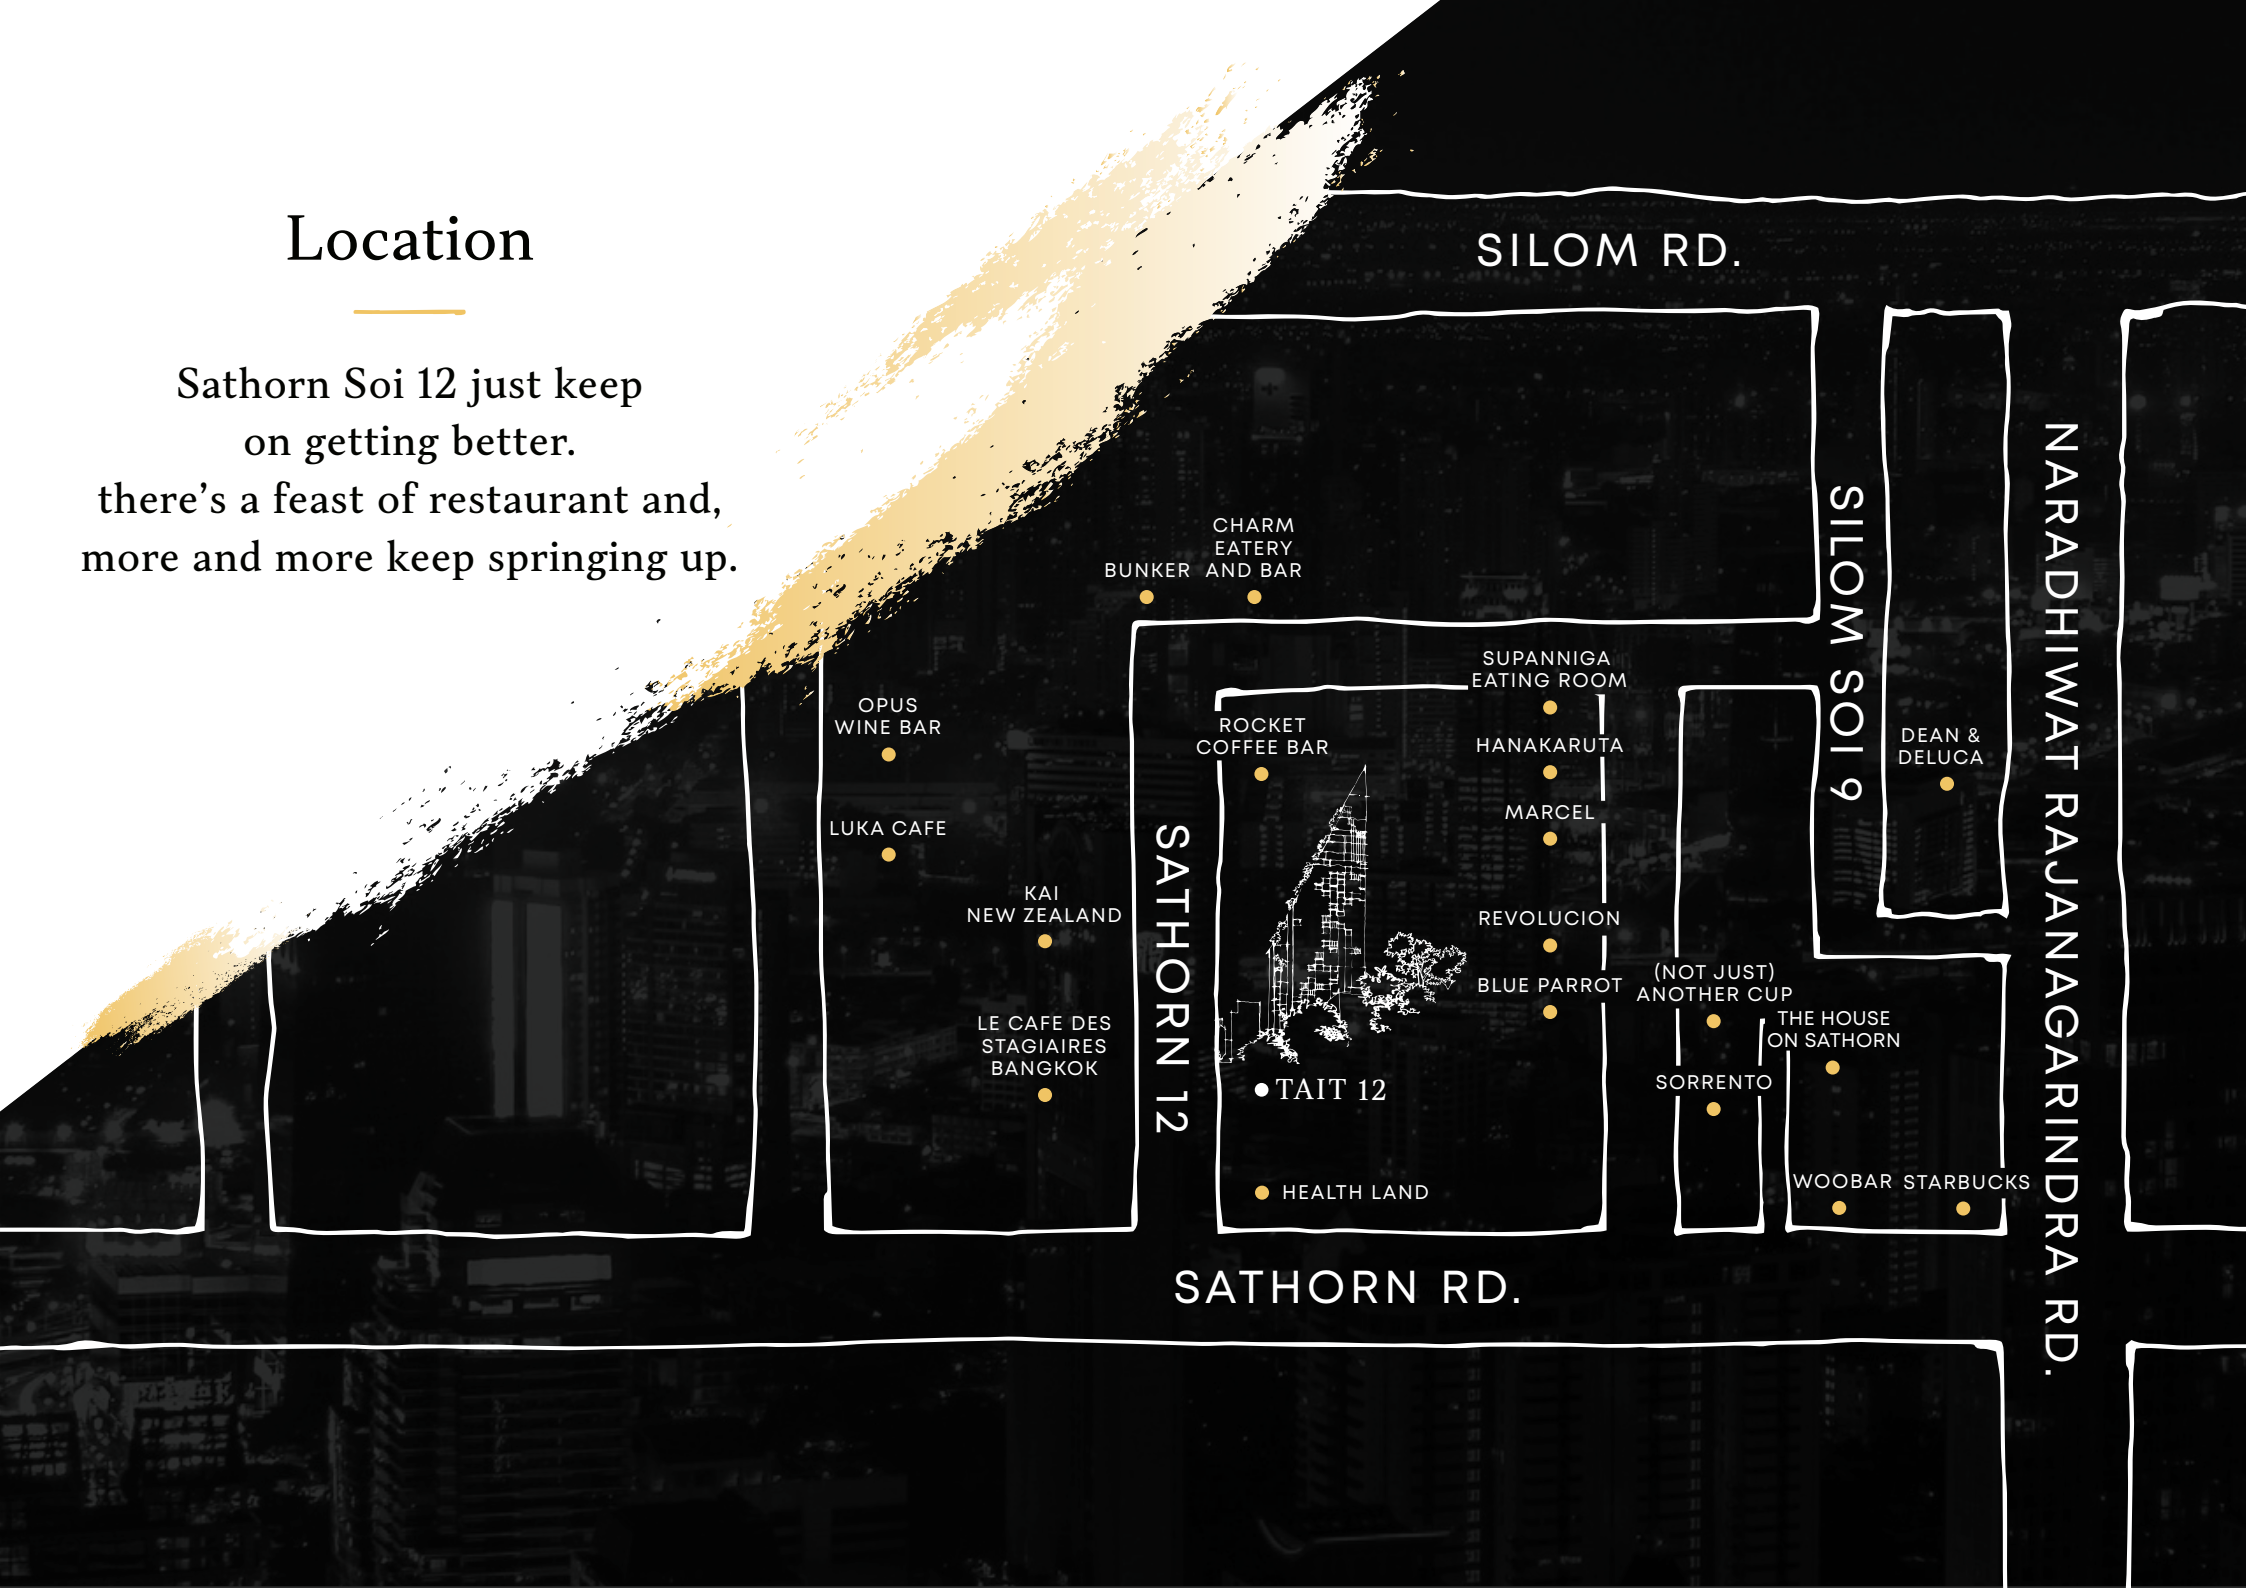 Location
Sathorn Soi 12 just keep
on getting better.
there’s a feast of restaurant and,
more and more keep springing up.
SILOM RD.
SILOM SOI 9
NARADHIWAT RAJANAGARINDRA RD.
CHARM
EATERY
AND BAR
BUNKER
SUPANNIGA
EATING ROOM
OPUS
WINE BAR
ROCKET
COFFEE BAR
HANAKARUTA
DEAN &
DELUCA
LUKA CAFE
MARCEL
SATHORN 12
KAI
NEW ZEALAND
REVOLUCION
BLUE PARROT
(NOT JUST)
ANOTHER CUP
THE HOUSE
ON SATHORN
LE CAFE DES
STAGIAIRES
BANGKOK
TAIT 12
SORRENTO
HEALTH LAND
WOOBAR
STARBUCKS
SATHORN RD.